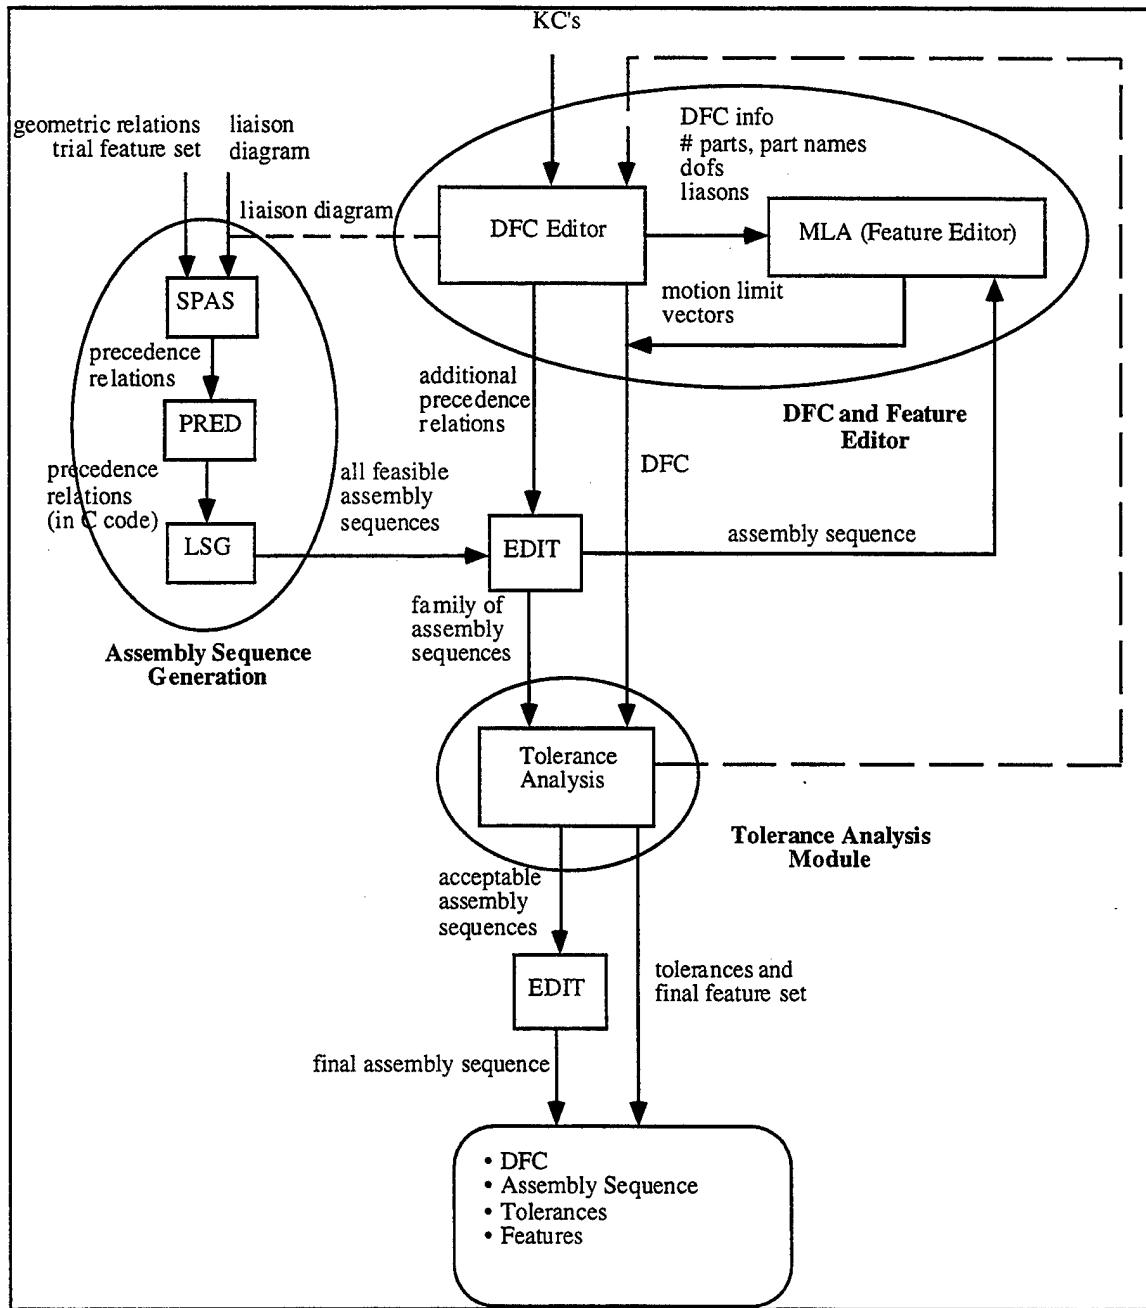 KC's
geometric relations
trial feature set
liaison
diagram
DFC info
# parts, part names
dofs
liasons
liaison diagram
DFC Editor
MLA (Feature Editor)
SPAS
motion limit
vectors
precedence
relations
additional
precedence
relations
PRED
DFC and Feature
Editor
DFC
precedence
relations
(in C code)
all feasible
assembly
sequences
LSG
EDIT
assembly sequence
family of
assembly
sequences
Assembly Sequence
Generation
Tolerance
Analysis
Tolerance Analysis
Module
acceptable
assembly
sequences
EDIT
tolerances and
final feature set
final assembly sequence
• DFC
• Assembly Sequence
• Tolerances
• Features